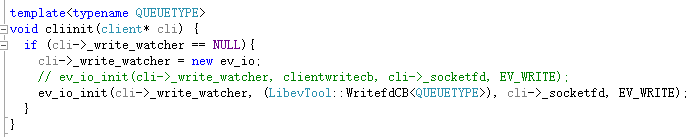 template<typename QUEUETYPE>
void cliinit(client* cli) {
  if (cli->_write_watcher == NULL){
    cli->_write_watcher = new ev_io;
    // ev_io_init(cli->_write_watcher, clientwritecb, cli->_socketfd, EV_WRITE);
    ev_io_init(cli->_write_watcher, (LibevTool::WritefdCB<QUEUETYPE>), cli->_socketfd, EV_WRITE);
  }
}